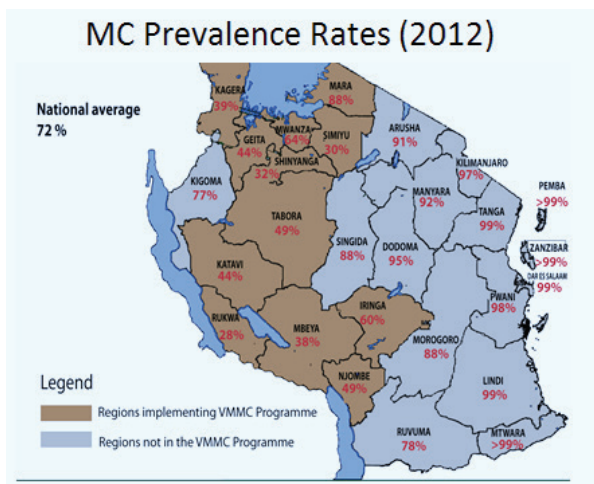 MC Prevalence Rates (2012)
National average
72 %
KAGERA
39%
MARA
88%
MWANZA
64%
GEITA
44%
SIMIYU
30%
SHINYANGA
32%
ARUSHA
91%
KILIMANJARO
97%
KIGOMA
77%
MANYARA
92%
PEMBA
>99%
TANGA
99%
TABORA
49%
SINGIDA
88%
DODOMA
95%
ZANZIBAR
>99%
DAR ES SALAAM
99%
KATAVI
44%
PWANI
98%
RUKWA
28%
MBEYA
38%
IRINGA
60%
MOROGORO
88%
NJOMBE
49%
LINDI
99%
RUVUMA
78%
MTWARA
>99%
Legend
Regions implementing VMMC Programme
Regions not in the VMMC Programme